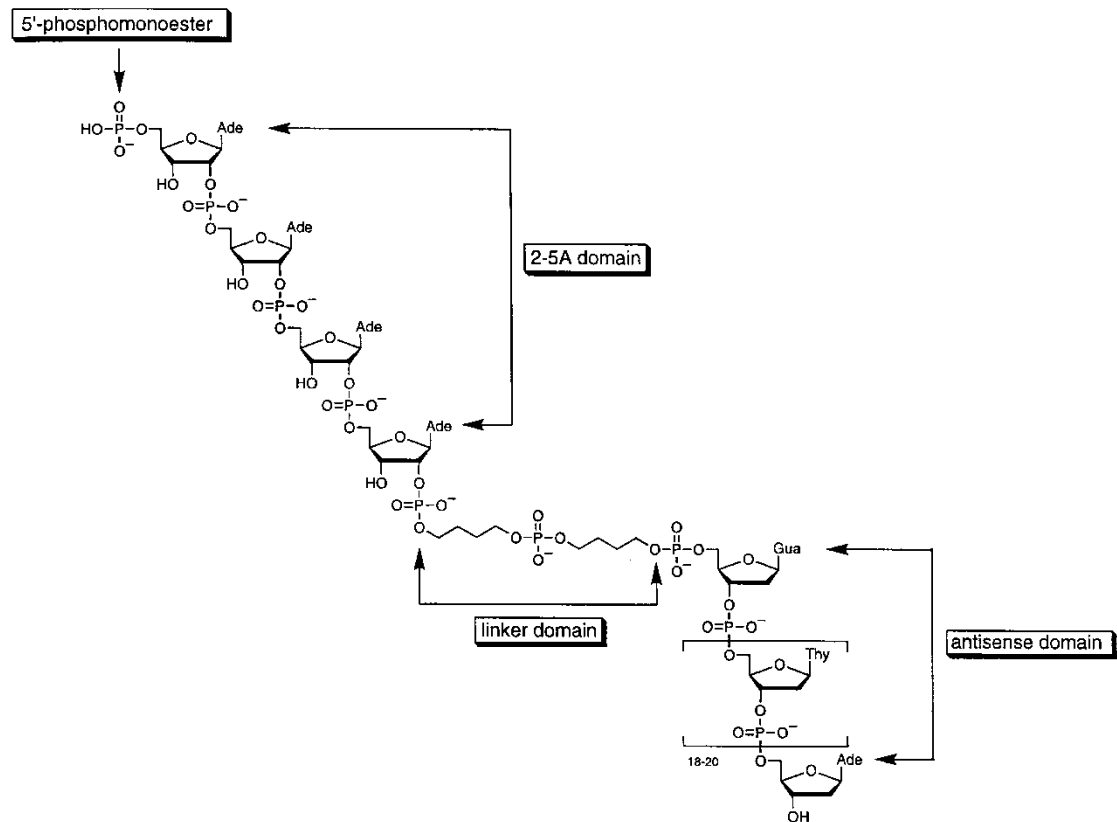 5'-phosphomonoester
O
HO-P-O
O⁻
O
Ade
HO
O
O=P-O⁻
O
O
Ade
HO
O
O=P-O⁻
O
O
Ade
HO
O
O=P-O⁻
O
O
Ade
HO
O
O=P-O⁻
O
2-5A domain
O
O-P-O
O⁻
O
O-P-O
O⁻
linker domain
O
Gua
O
O=P-O⁻
O
O
Thy
O
O=P-O⁻
O
18-20
O
Ade
OH
antisense domain